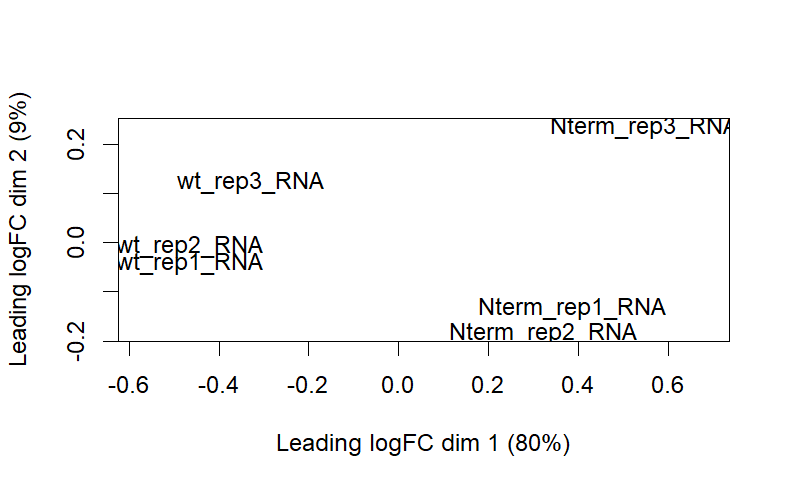 Leading logFC dim 2 (9%)
0.2
0.0
-0.2
Nterm_rep3_RNA
wt_rep3_RNA
wt_rep2_RNA
wt_rep1_RNA
Nterm_rep1_RNA
Nterm_rep2_RNA
-0.6 -0.4 -0.2 0.0 0.2 0.4 0.6
Leading logFC dim 1 (80%)